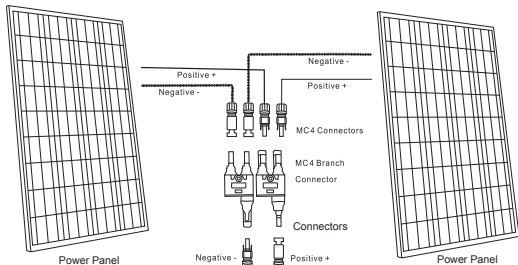 Negative -
Positive +
Negative -
Positive +
MC4 Connectors
MC4 Branch
Connector
Connectors
Negative -
Positive +
Power Panel
Power Panel